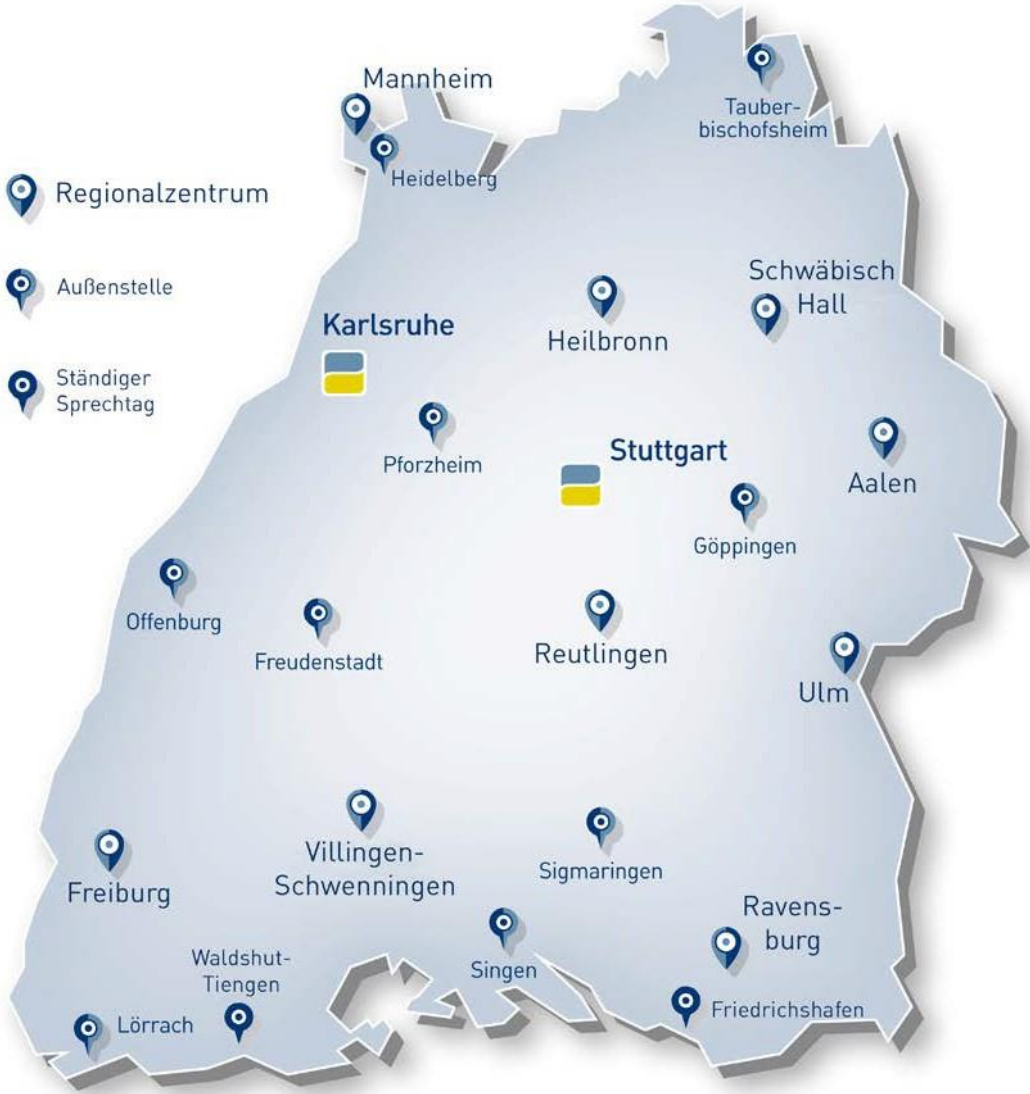 Mannheim
Tauber-
bischofsheim
Heidelberg
Regionalzentrum
Außenstelle
Ständiger
Sprechtag
Schwäbisch
Hall
Karlsruhe
Heilbronn
Pforzheim
Stuttgart
Aalen
Göppingen
Offenburg
Freudenstadt
Reutlingen
Ulm
Villingen-
Schwenningen
Sigmaringen
Freiburg
Ravens-
burg
Waldshut-
Tiengen
Singen
Lörrach
Friedrichshafen